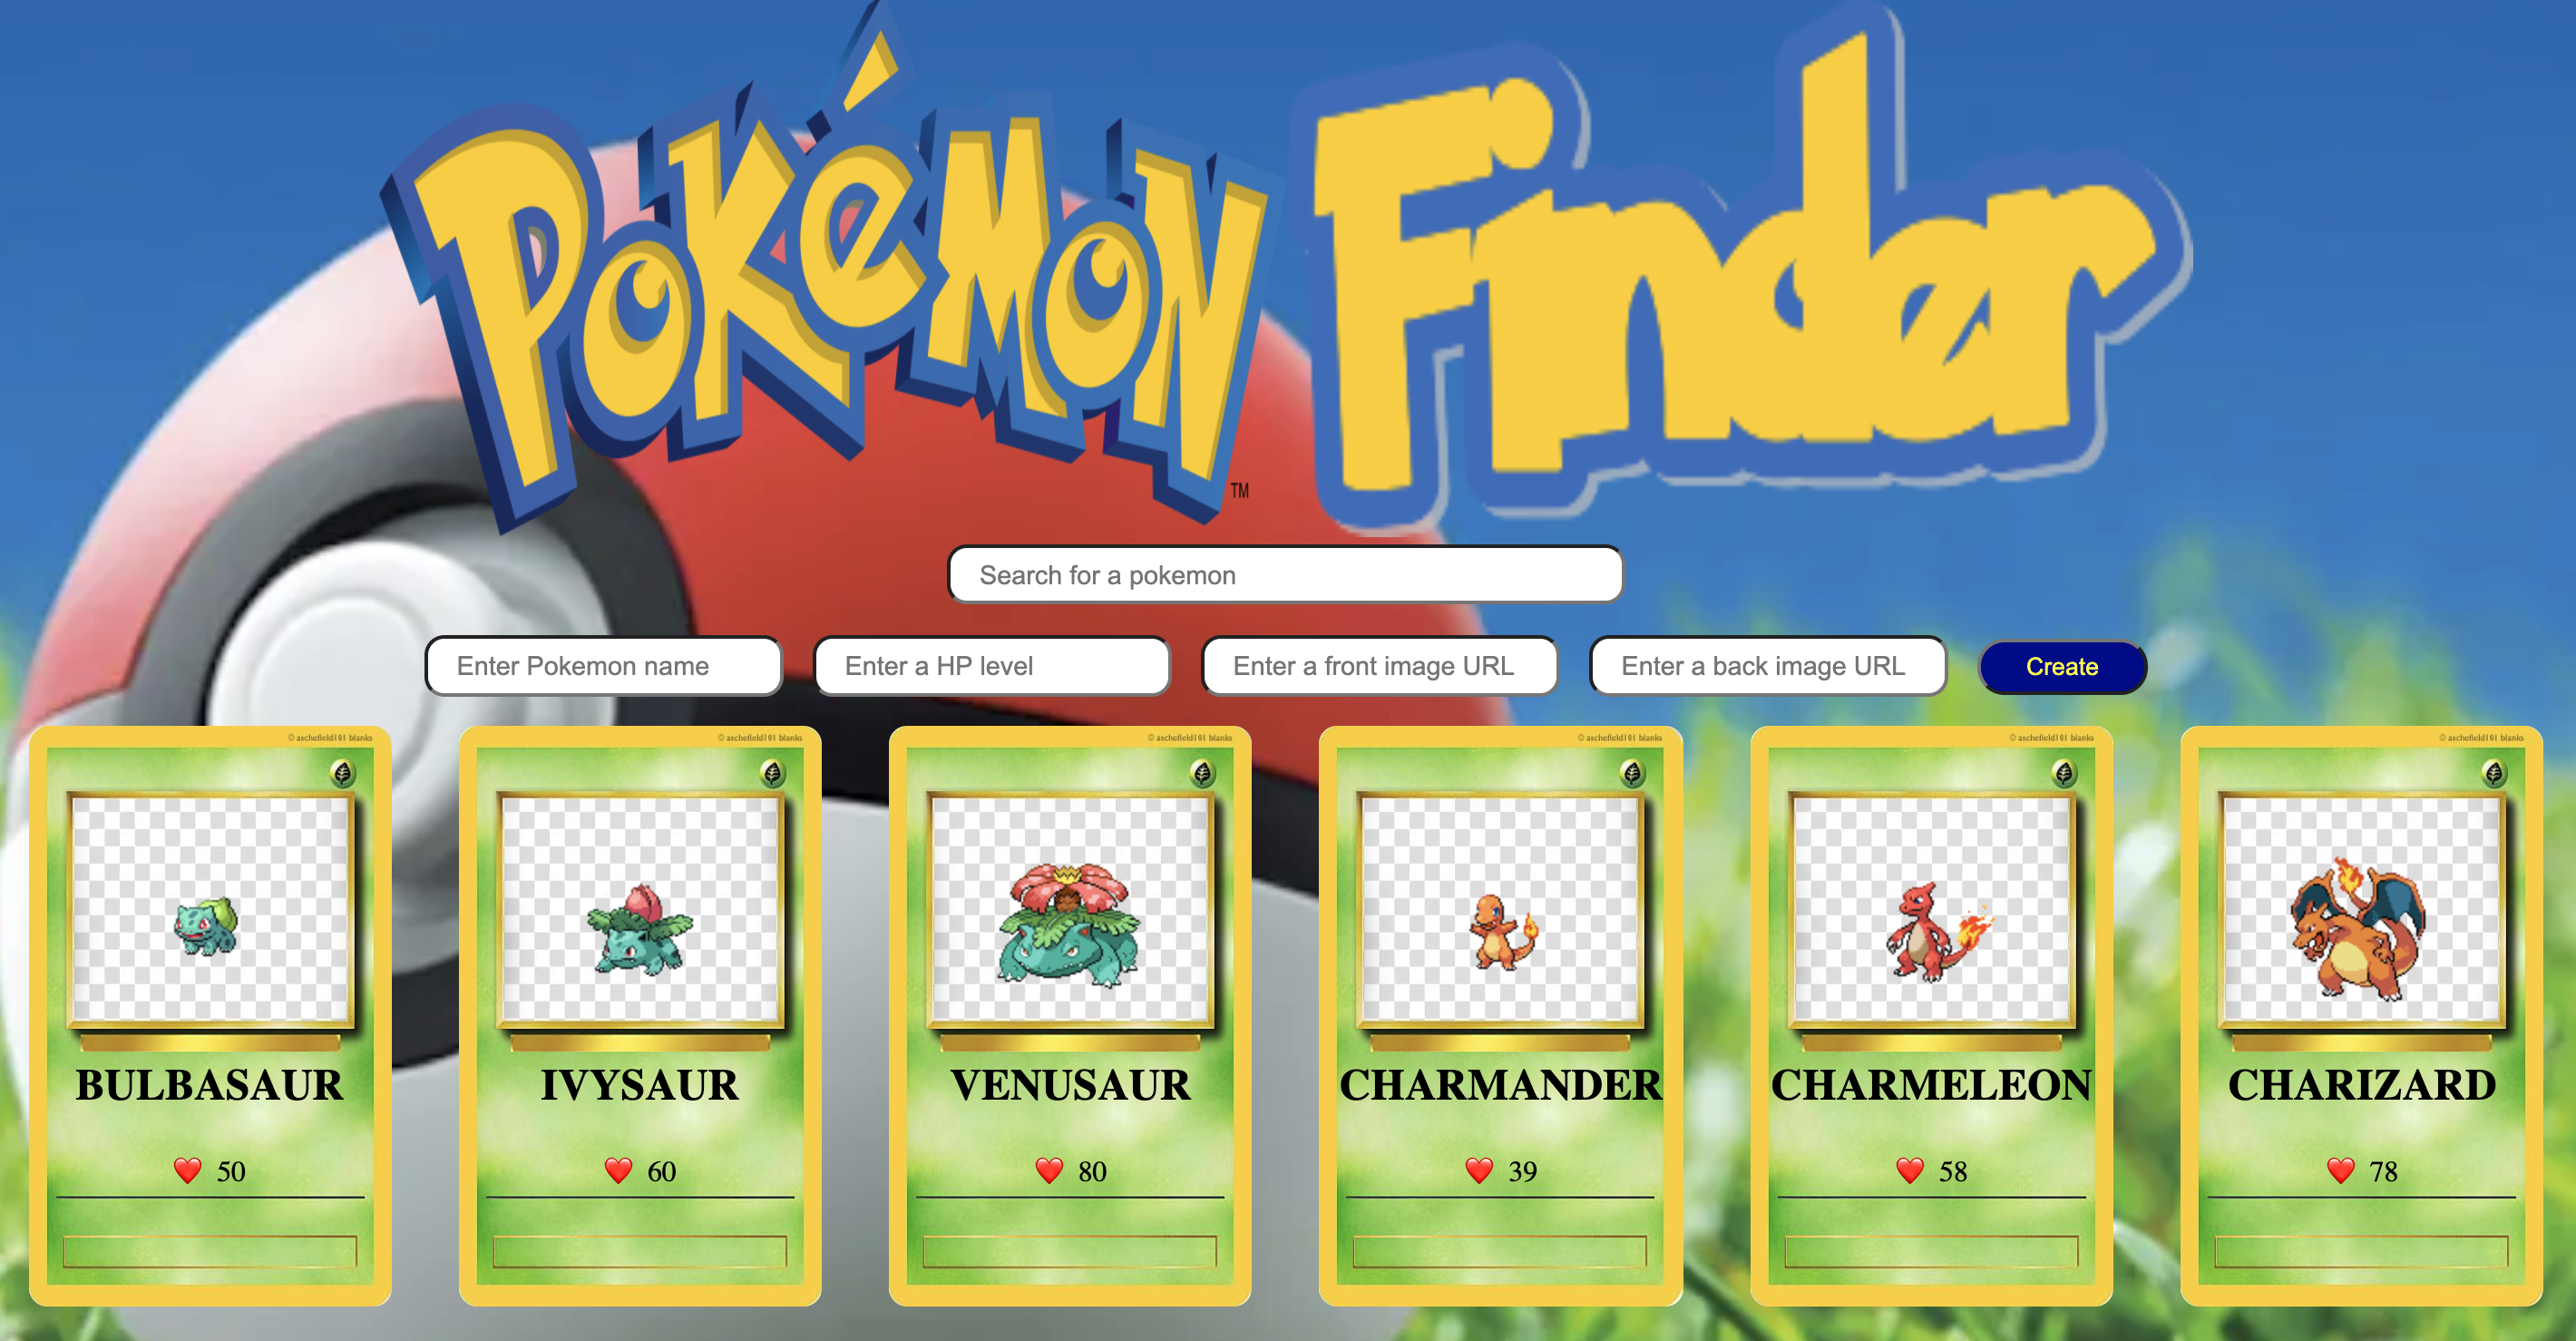 POKéMON Finder
TM
Search for a pokemon
Enter Pokemon name Enter a HP level Enter a front image URL Enter a back image URL Create
© aschefield101 blanks © aschefield101 blanks © aschefield101 blanks © aschefield101 blanks © aschefield101 blanks © aschefield101 blanks
BULBASAUR IVYSAUR VENUSAUR CHARMANDER CHARMELEON CHARIZARD
50 60 80 39 58 78